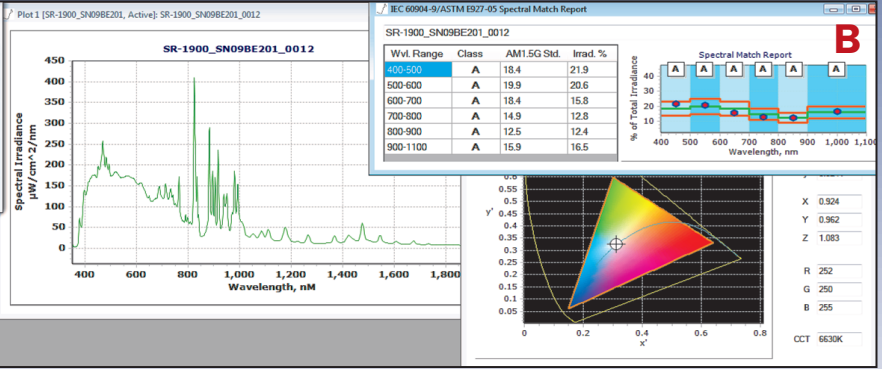 Plot 1 [SR-1900_SN09BE201, Active]: SR-1900_SN09BE201_0012
SR-1900_SN09BE201_0012
450
400
350
300
250
200
150
100
50
0
Spectral Irradiance
µW/cm^2/nm
400 600 800 1,000 1,200 1,400 1,600 1,800
Wavelength, nM
IEC 60904-9/ASTM E927-05 Spectral Match Report
SR-1900_SN09BE201_0012
B
Wvl. Range Class AM1.5G Std. Irrad. %
400-500 A 18.4 21.9
500-600 A 19.9 20.6
600-700 A 18.4 15.8
700-800 A 14.9 12.8
800-900 A 12.5 12.4
900-1100 A 15.9 16.5
Spectral Match Report
A A A A A A
40
30
20
10
% of Total Irradiance
400 500 600 700 800 900 1,000 1,100
Wavelength, nm
0.6
0.55
0.5
0.45
0.4
0.35
0.3
0.25
0.2
0.15
0.1
0.05
y'
0 0.2 0.4 0.6 0.8
x'
X 0.924
Y 0.962
Z 1.083
R 252
G 250
B 255
CCT 6630K